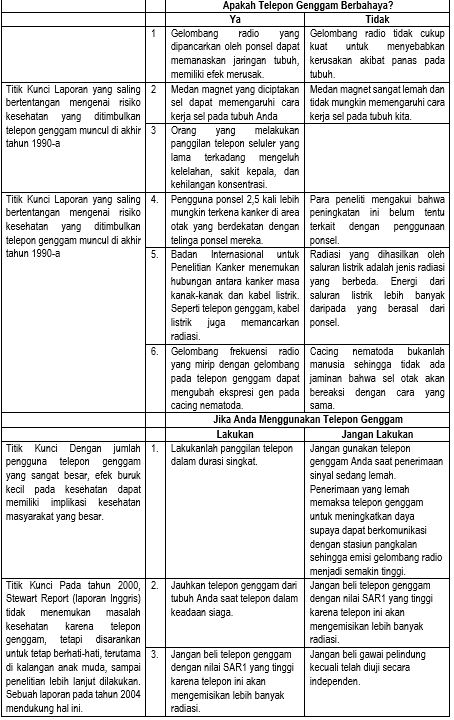 Apakah Telepon Genggam Berbahaya?
Ya
Tidak
1
Gelombang radio yang
dipancarkan oleh ponsel dapat
memanaskan jaringan tubuh,
memiliki efek merusak.
Gelombang radio tidak cukup
kuat untuk menyebabkan
kerusakan akibat panas pada
tubuh.
Titik Kunci Laporan yang saling
bertentangan mengenai risiko
kesehatan yang ditimbulkan
telepon genggam muncul di akhir
tahun 1990-a
2
Medan magnet yang diciptakan
sel dapat memengaruhi cara
kerja sel pada tubuh Anda
Medan magnet sangat lemah dan
tidak mungkin memengaruhi cara
kerja sel pada tubuh kita.
3
Orang yang melakukan
panggilan telepon seluler yang
lama terkadang mengeluh
kelelahan, sakit kepala, dan
kehilangan konsentrasi.
Titik Kunci Laporan yang saling
bertentangan mengenai risiko
kesehatan yang ditimbulkan
telepon genggam muncul di akhir
tahun 1990-a
4.
Pengguna ponsel 2,5 kali lebih
mungkin terkena kanker di area
otak yang berdekatan dengan
telinga ponsel mereka.
Para peneliti mengakui bahwa
peningkatan ini belum tentu
terkait dengan penggunaan
ponsel.
5.
Badan Internasional untuk
Penelitian Kanker menemukan
hubungan antara kanker masa
kanak-kanak dan kabel listrik.
Seperti telepon genggam, kabel
listrik juga memancarkan
radiasi.
Radiasi yang dihasilkan oleh
saluran listrik adalah jenis radiasi
yang berbeda. Energi dari
saluran listrik lebih banyak
daripada yang berasal dari
ponsel.
6.
Gelombang frekuensi radio
yang mirip dengan gelombang
pada telepon genggam dapat
mengubah ekspresi gen pada
cacing nematoda.
Cacing nematoda bukanlah
manusia sehingga tidak ada
jaminan bahwa sel otak akan
bereaksi dengan cara yang
sama.
Jika Anda Menggunakan Telepon Genggam
Lakukan
Jangan Lakukan
Titik Kunci Dengan jumlah
pengguna telepon genggam
yang sangat besar, efek buruk
kecil pada kesehatan dapat
memiliki implikasi kesehatan
masyarakat yang besar.
1.
Lakukanlah panggilan telepon
dalam durasi singkat.
Jangan gunakan telepon
genggam Anda saat penerimaan
sinyal sedang lemah.
Penerimaan yang lemah
memaksa telepon genggam
untuk meningkatkan daya
supaya dapat berkomunikasi
dengan stasiun pangkalan
sehingga emisi gelombang radio
menjadi semakin tinggi.
Titik Kunci Pada tahun 2000,
Stewart Report (laporan Inggris)
tidak menemukan masalah
kesehatan karena telepon
genggam, tetapi disarankan
untuk tetap berhati-hati, terutama
di kalangan anak muda, sampai
penelitian lebih lanjut dilakukan.
Sebuah laporan pada tahun 2004
mendukung hal ini.
2.
Jauhkan telepon genggam dari
tubuh Anda saat telepon dalam
keadaan siaga.
Jangan beli telepon genggam
dengan nilai SAR1 yang tinggi
karena telepon ini akan
mengemisikan lebih banyak
radiasi.
3.
Jangan beli telepon genggam
dengan nilai SAR1 yang tinggi
karena telepon ini akan
mengemisikan lebih banyak
radiasi.
Jangan beli gawai pelindung
kecuali telah diuji secara
independen.